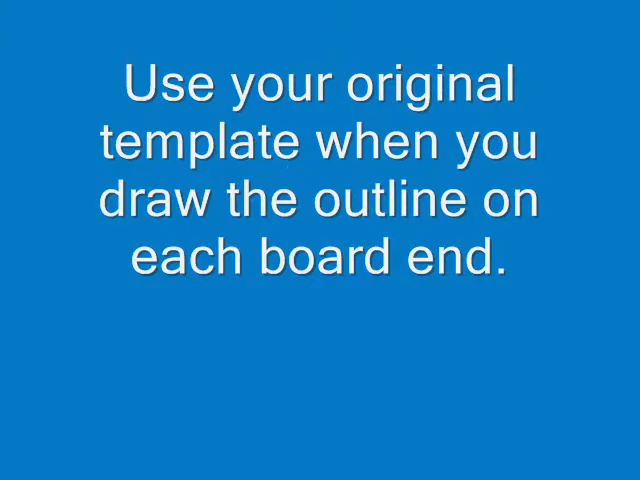 Use your original
template when you
draw the outline on
each board end.